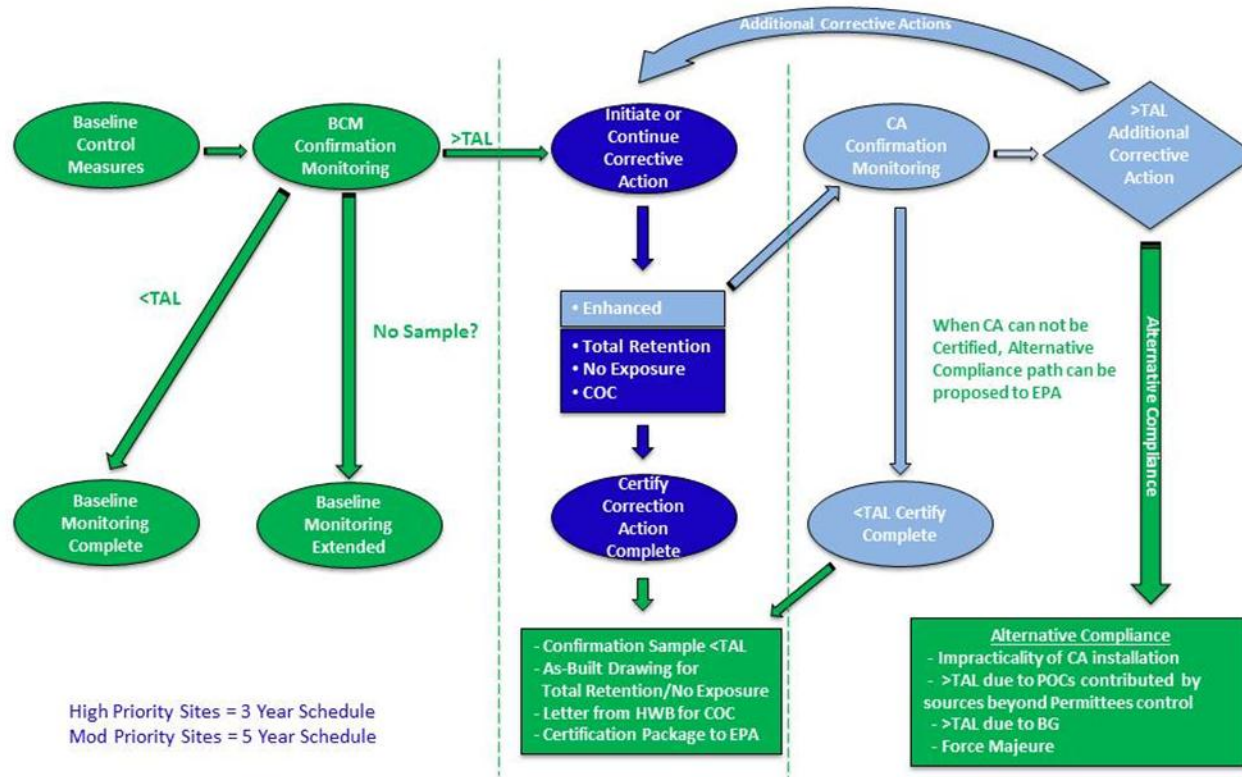 Additional Corrective Actions
Baseline
Control
Measures
BCM
Confirmation
Monitoring
>TAL
Initiate or
Continue
Corrective
Action
CA
Confirmation
Monitoring
>TAL
Additional
Corrective
Action
<TAL
No Sample?
• Enhanced
• Total Retention
• No Exposure
• COC
When CA can not be
Certified, Alternative
Compliance path can be
proposed to EPA
Alternative Compliance
Baseline
Monitoring
Complete
Baseline
Monitoring
Extended
Certify
Correction
Action
Complete
<TAL Certify
Complete
- Confirmation Sample <TAL
- As-Built Drawing for
Total Retention/No Exposure
- Letter from HWB for COC
- Certification Package to EPA
Alternative Compliance
- Impracticality of CA installation
- >TAL due to POCs contributed by
sources beyond Permittees control
- >TAL due to BG
- Force Majeure
High Priority Sites = 3 Year Schedule
Mod Priority Sites = 5 Year Schedule